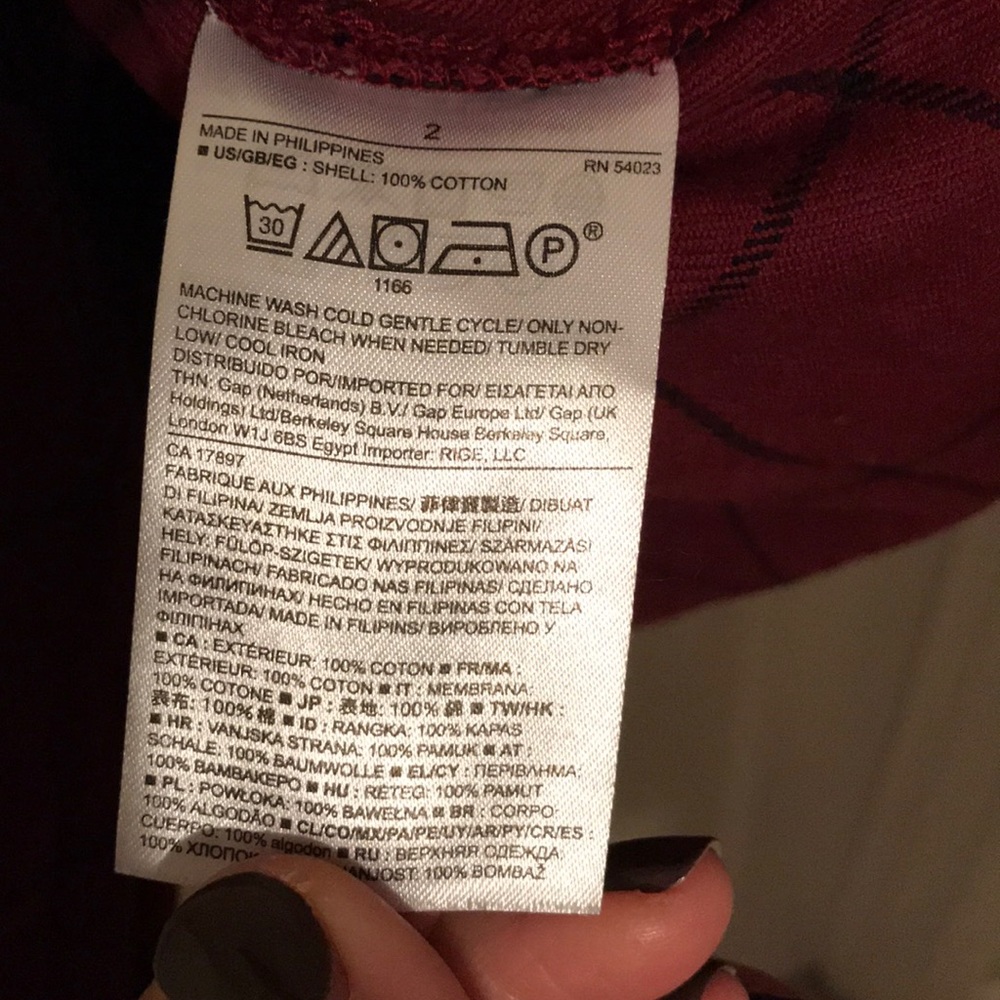 2
MADE IN PHILIPPINES
RN 54023
■ US/GB/EG : SHELL: 100% COTTON
30
P ®
1166
MACHINE WASH COLD GENTLE CYCLE/ ONLY NON-
CHLORINE BLEACH WHEN NEEDED/ TUMBLE DRY
LOW/ COOL IRON
DISTRIBUIDO POR/IMPORTED FOR/ ΕΙΣΑΓΕΤΑΙ ΑΠΟ
ΤΗΝ: Gap (Netherlands) B.V./ Gap Europe Ltd/ Gap (UK
Holdings) Ltd/Berkeley Square House Berkeley Square,
London W1J 6BS Egypt Importer: RIGE, LLC
CA 17897
FABRIQUE AUX PHILIPPINES/ 菲律賓製造/ DIBUAT
DI FILIPINA/ ZEMLJA PROIZVODNJE FILIPINI/
ΚΑΤΑΣΚΕΥΑΣΤΗΚΕ ΣΤΙΣ ΦΙΛΙΠΠΙΝΕΣ/ SZÁRMAZÁSI
HELY: FÜLÖP-SZIGETEK/ WYPRODUKOWANO NA
FILIPINACH/ FABRICADO NAS FILIPINAS/ СДЕЛАНО
НА ФИЛИПИНАХ/ HECHO EN FILIPINAS CON TELA
IMPORTADA/ MADE IN FILIPINS/ ВИРОБЛЕНО У
ФІЛІПІНАХ
■ CA : EXTÉRIEUR: 100% COTON ■ FR/MA :
EXTÉRIEUR: 100% COTON ■ IT : MEMBRANA:
100% COTONE ■ JP : 表地: 100% 綿 ■ TW/HK :
表布: 100% 棉 ■ ID : RANGKA: 100% KAPAS
■ HR : VANJSKA STRANA: 100% PAMUK ■ AT :
SCHALE: 100% BAUMWOLLE ■ EL/CY : ΠΕΡΙΒΛΗΜΑ:
100% ΒΑΜΒΑΚΕΡΟ ■ HU : RÉTEG: 100% PAMUT
■ PL : POWŁOKA: 100% BAWEŁNA ■ BR : CORPO:
100% ALGODÃO ■ CL/CO/MX/PA/PE/UY/AR/PY/CR/ES :
CUERPO: 100% algodon ■ RU : ВЕРХНЯЯ ОДЕЖДА:
100% ХЛОПОК 100% BOMBAŽ